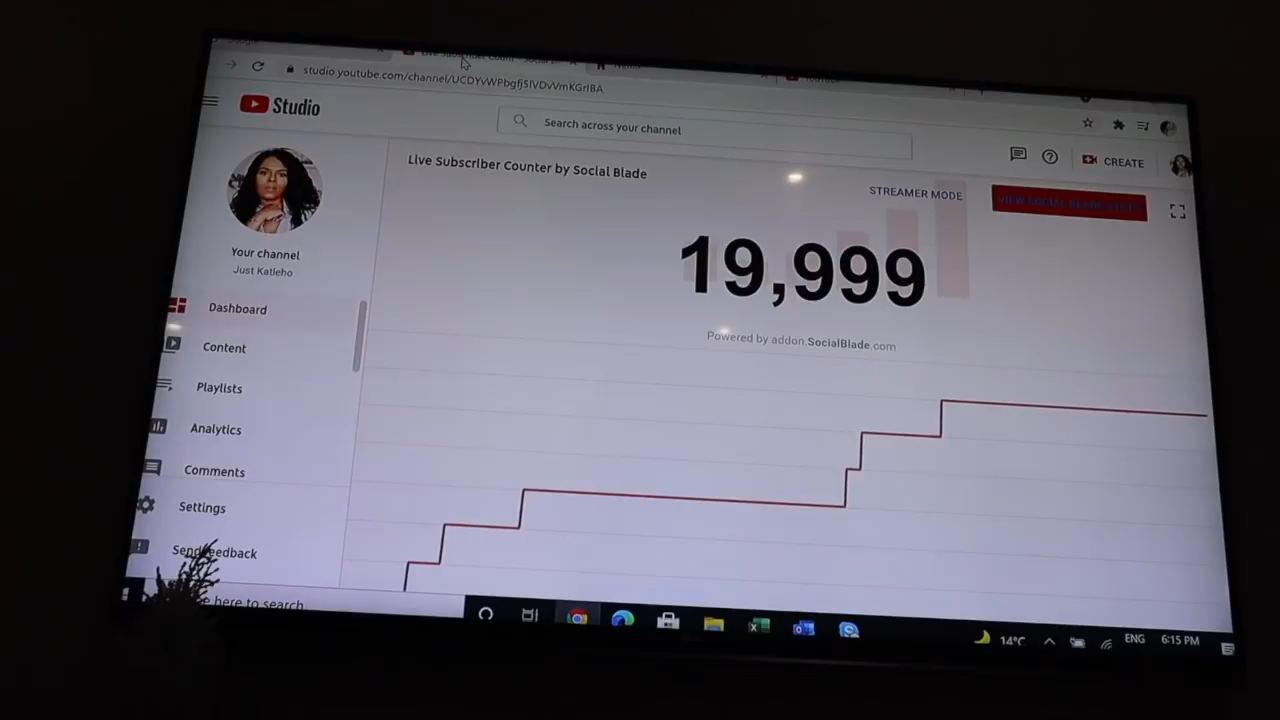 studio.youtube.com/channel/UCDYvWPbgfj5lVDvVmKGrIBA
Studio
Search across your channel
CREATE
Live Subscriber Counter by Social Blade
STREAMER MODE
19,999
Powered by addon.SocialBlade.com
Your channel
Just Katleho
Dashboard
Content
Playlists
Analytics
Comments
Settings
Send feedback
here to search
14°C
ENG
6:15 PM